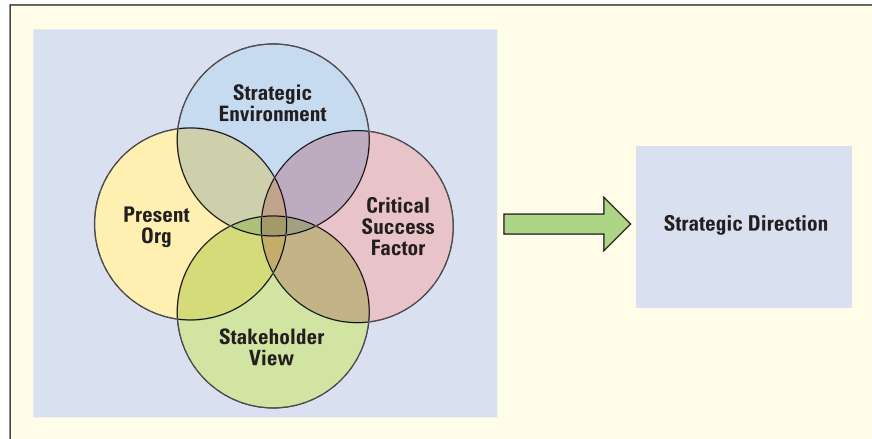 Strategic
Environment
Present
Org
Critical
Success
Factor
Stakeholder
View
Strategic Direction